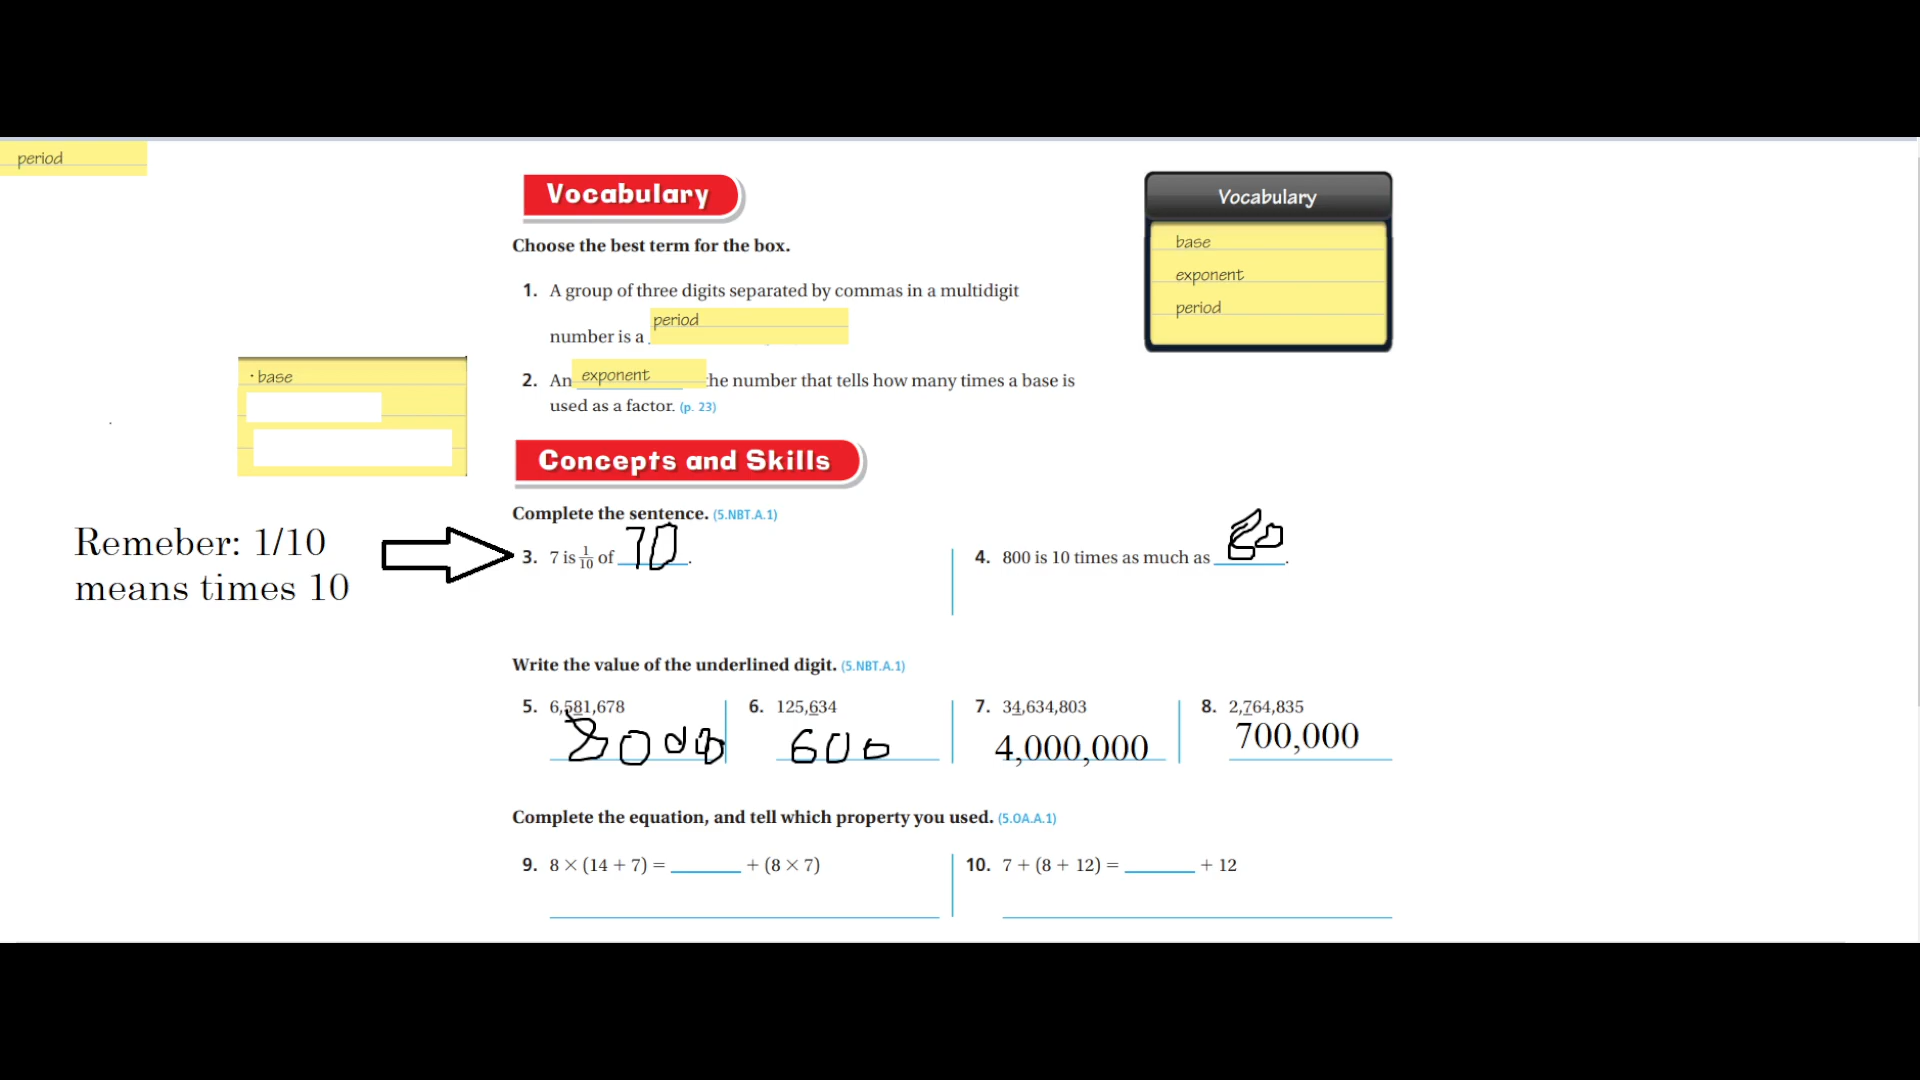 period
Vocabulary
Vocabulary
base
exponent
period
Choose the best term for the box.
1. A group of three digits separated by commas in a multidigit
number is a period
2. An exponent the number that tells how many times a base is
used as a factor. (p. 23)
· base
Concepts and Skills
Complete the sentence. (5.NBT.A.1)
Remeber: 1/10
means times 10
3. 7 is 1/10 of 70.
4. 800 is 10 times as much as 80.
Write the value of the underlined digit. (5.NBT.A.1)
5. 6,581,678
80000
6. 125,634
600
7. 34,634,803
4,000,000
8. 2,764,835
700,000
Complete the equation, and tell which property you used. (5.OA.A.1)
9. 8 × (14 + 7) = ______ + (8 × 7)
10. 7 + (8 + 12) = ______ + 12